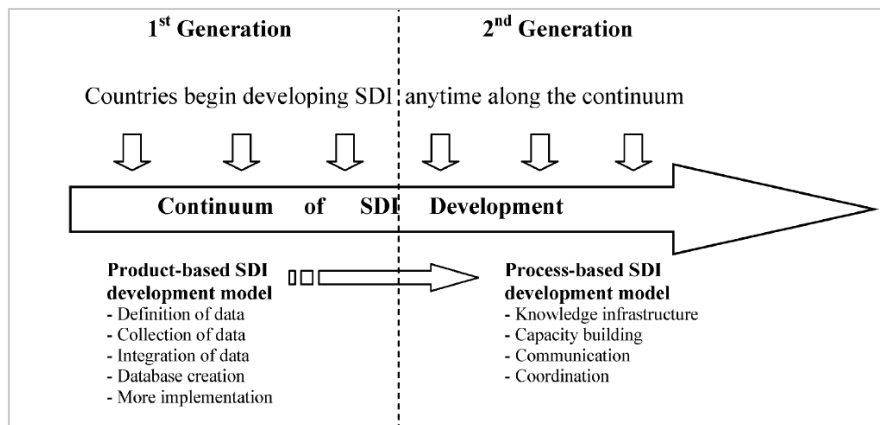 1st Generation
2nd Generation
Countries begin developing SDI anytime along the continuum
Continuum of SDI Development
Product-based SDI
development model
- Definition of data
- Collection of data
- Integration of data
- Database creation
- More implementation
Process-based SDI
development model
- Knowledge infrastructure
- Capacity building
- Communication
- Coordination